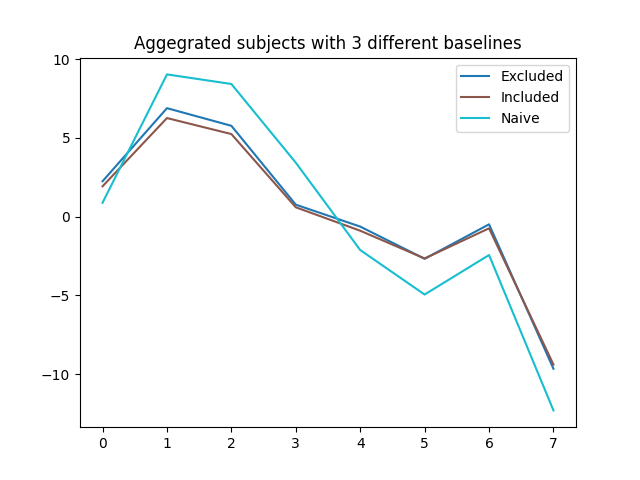 Aggegrated subjects with 3 different baselines
Excluded
Included
Naive
10
5
0
−5
−10
0 1 2 3 4 5 6 7